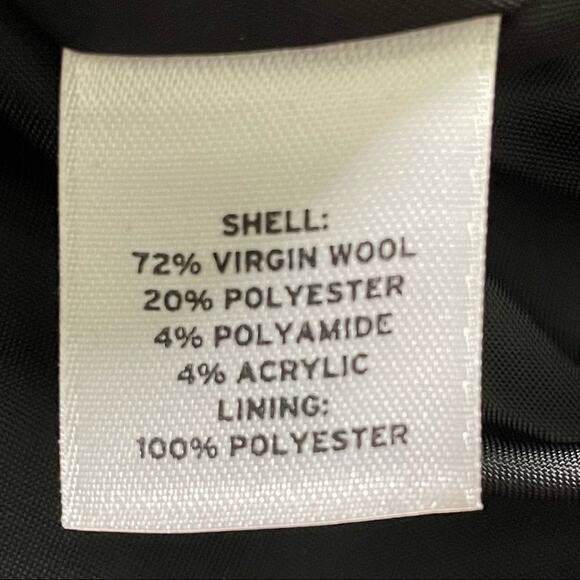 SHELL:
72% VIRGIN WOOL
20% POLYESTER
4% POLYAMIDE
4% ACRYLIC
LINING:
100% POLYESTER